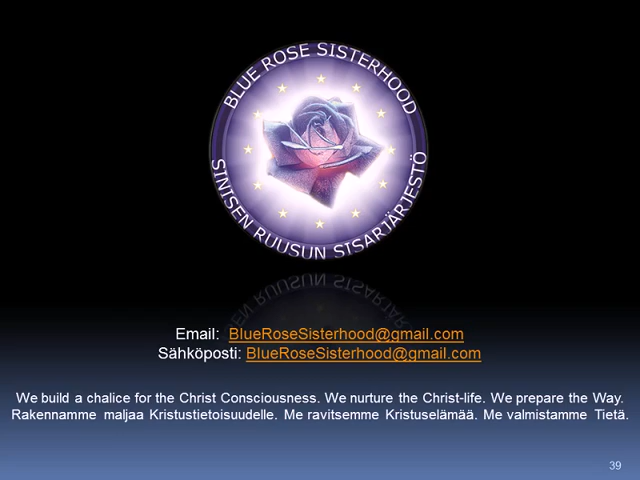 BLUE ROSE SISTERHOOD
SINISEN RUUSUN SISARJÄRJESTÖ
Email: BlueRoseSisterhood@gmail.com
Sähköposti: BlueRoseSisterhood@gmail.com
We build a chalice for the Christ Consciousness. We nurture the Christ-life. We prepare the Way.
Rakennamme maljaa Kristustietoisuudelle. Me ravitsemme Kristuselämää. Me valmistamme Tietä.
39